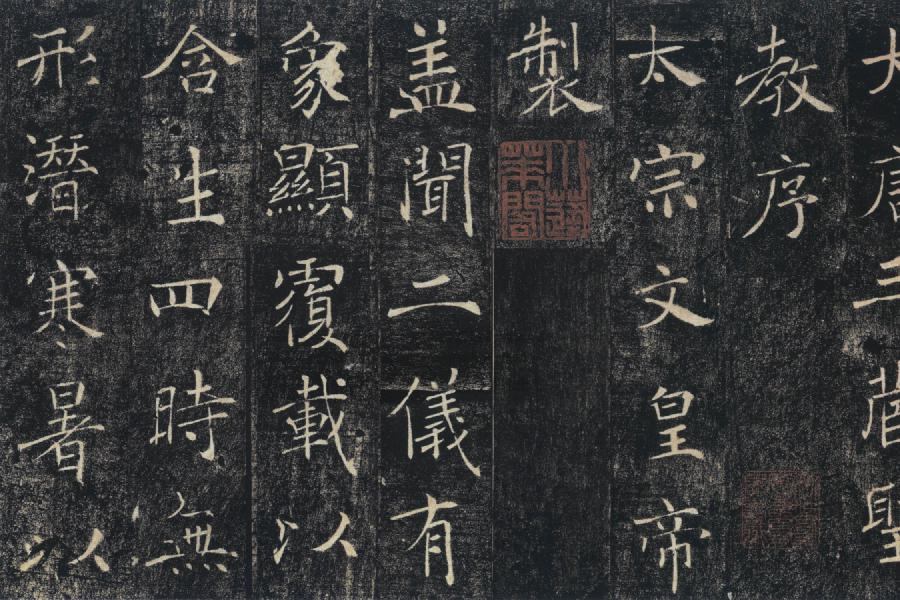 大唐三藏聖
教序
太宗文皇帝
製
蓋聞二儀有
象顯覆載以
含生四時無
形潛寒暑以